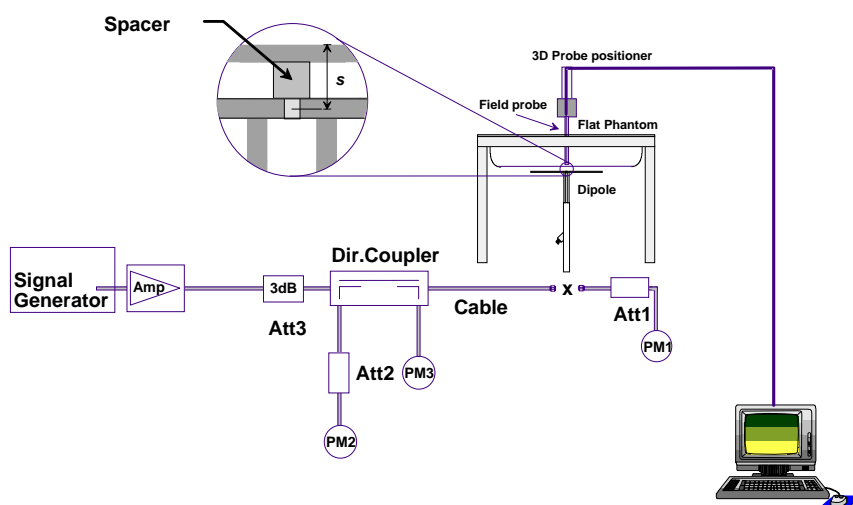 Spacer
s
3D Probe positioner
Field probe
Flat Phantom
Dipole
Signal
Generator
Amp
3dB
Att3
Dir.Coupler
Cable
x
Att1
PM1
Att2
PM3
PM2